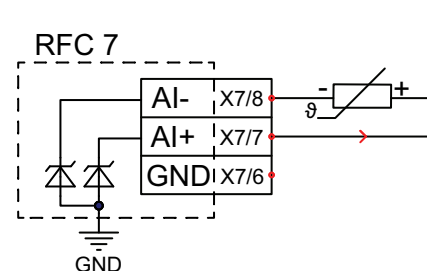 RFC 7
AI- X7/8 - +
ϑ
AI+ X7/7
GND X7/6
GND